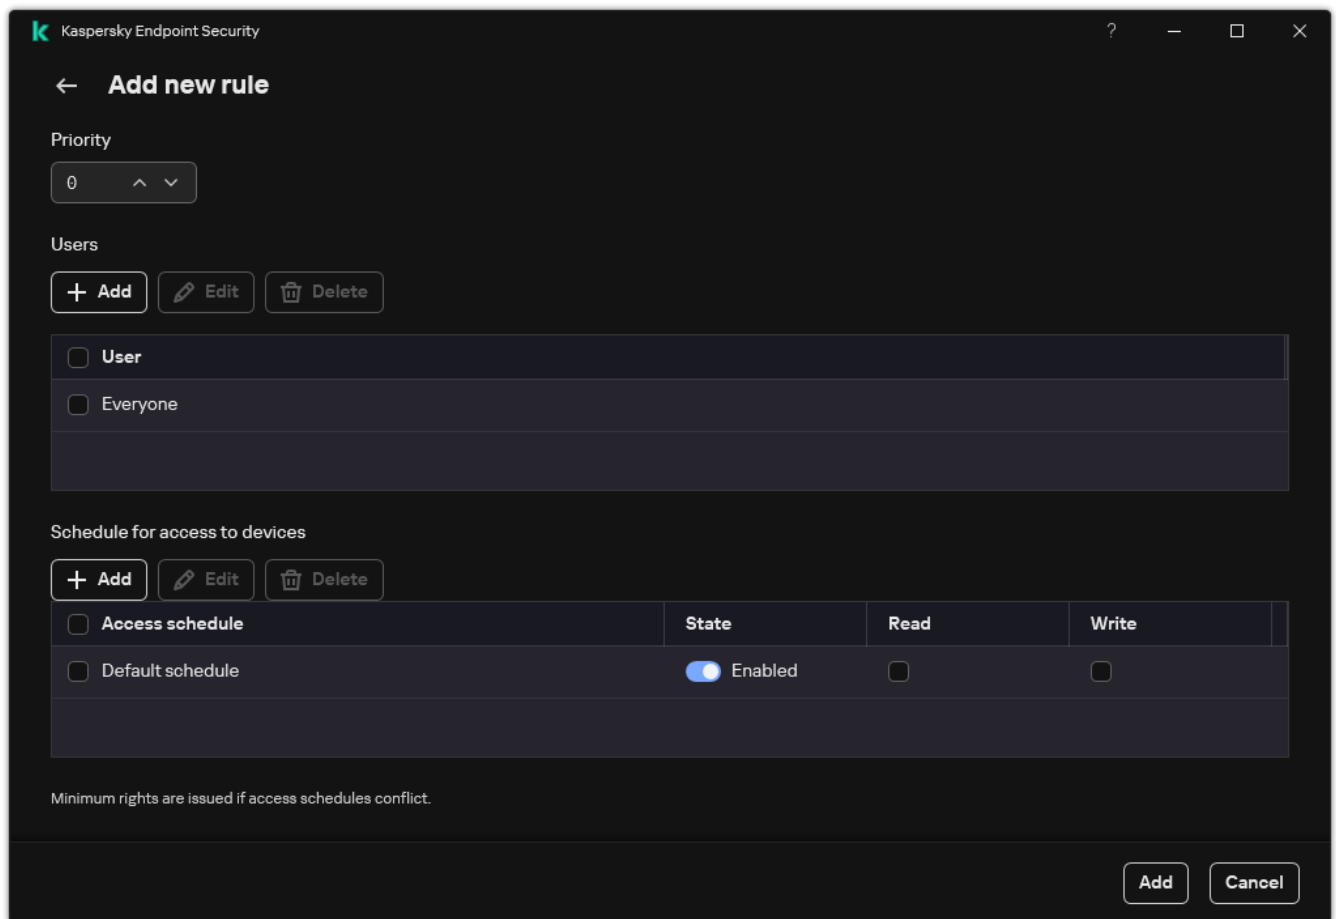 Kaspersky Endpoint Security ?
Add new rule
Priority
0
Users
Add Edit Delete
User
Everyone
Schedule for access to devices
Add Edit Delete
Access schedule State Read Write
Default schedule Enabled
Minimum rights are issued if access schedules conflict.
Add Cancel